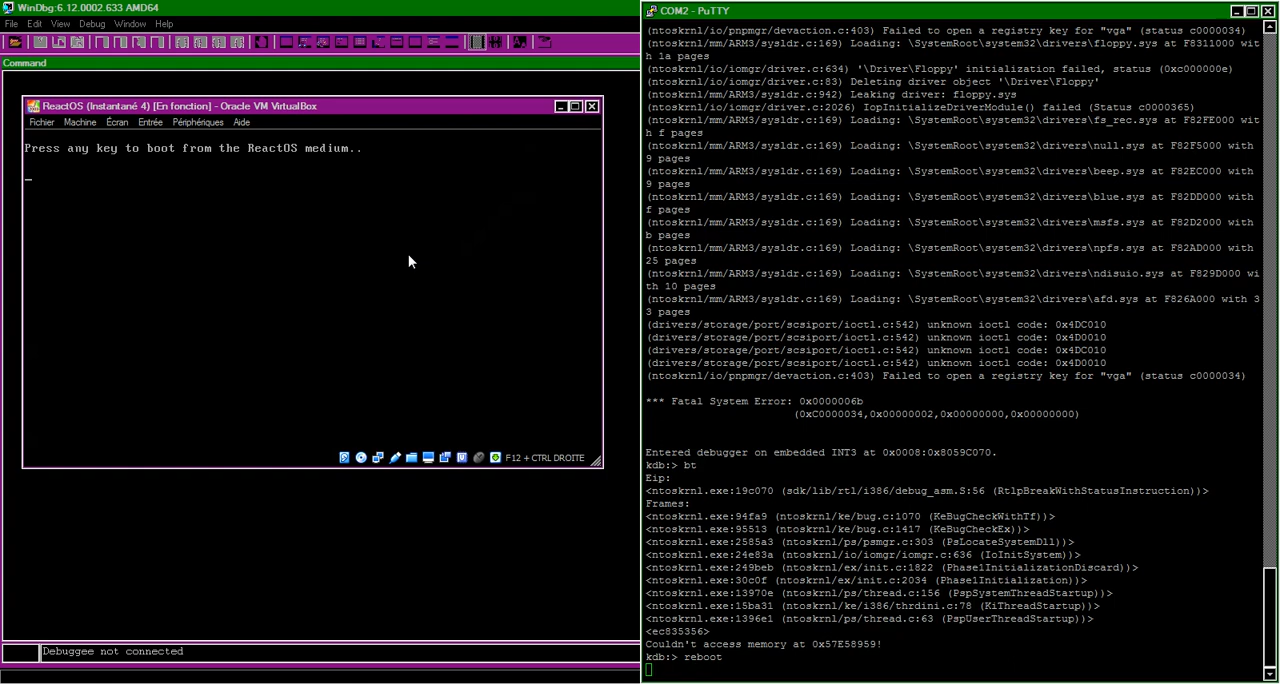 WinDbg:6.12.0002.633 AMD64
File Edit View Debug Window Help
Command
ReactOS (Instantané 4) [En fonction] - Oracle VM VirtualBox
Fichier Machine Écran Entrée Périphériques Aide
Press any key to boot from the ReactOS medium..
_
F12 + CTRL DROITE
Debuggee not connected
COM2 - PuTTY
(ntoskrnl/io/pnpmgr/devaction.c:403) Failed to open a registry key for "vga" (status c0000034)
(ntoskrnl/mm/ARM3/sysldr.c:169) Loading: \SystemRoot\system32\drivers\floppy.sys at F8311000 wit
h 1a pages
(ntoskrnl/io/iomgr/driver.c:634) '\Driver\Floppy' initialization failed, status (0xc000000e)
(ntoskrnl/io/iomgr/driver.c:83) Deleting driver object '\Driver\Floppy'
(ntoskrnl/mm/ARM3/sysldr.c:942) Leaking driver: floppy.sys
(ntoskrnl/io/iomgr/driver.c:2026) IopInitializeDriverModule() failed (Status c0000365)
(ntoskrnl/mm/ARM3/sysldr.c:169) Loading: \SystemRoot\system32\drivers\fs_rec.sys at F82FE000 wit
h f pages
(ntoskrnl/mm/ARM3/sysldr.c:169) Loading: \SystemRoot\system32\drivers\null.sys at F82F5000 with
9 pages
(ntoskrnl/mm/ARM3/sysldr.c:169) Loading: \SystemRoot\system32\drivers\beep.sys at F82EC000 with
9 pages
(ntoskrnl/mm/ARM3/sysldr.c:169) Loading: \SystemRoot\system32\drivers\blue.sys at F82DD000 with
f pages
(ntoskrnl/mm/ARM3/sysldr.c:169) Loading: \SystemRoot\system32\drivers\msfs.sys at F82D2000 with
b pages
(ntoskrnl/mm/ARM3/sysldr.c:169) Loading: \SystemRoot\system32\drivers\npfs.sys at F82AD000 with
25 pages
(ntoskrnl/mm/ARM3/sysldr.c:169) Loading: \SystemRoot\system32\drivers\ndisuio.sys at F829D000 wi
th 10 pages
(ntoskrnl/mm/ARM3/sysldr.c:169) Loading: \SystemRoot\system32\drivers\afd.sys at F826A000 with 3
3 pages
(drivers/storage/port/scsiport/ioctl.c:542) unknown ioctl code: 0x4DC010
(drivers/storage/port/scsiport/ioctl.c:542) unknown ioctl code: 0x4D0010
(drivers/storage/port/scsiport/ioctl.c:542) unknown ioctl code: 0x4DC010
(drivers/storage/port/scsiport/ioctl.c:542) unknown ioctl code: 0x4D0010
(ntoskrnl/io/pnpmgr/devaction.c:403) Failed to open a registry key for "vga" (status c0000034)
*** Fatal System Error: 0x0000006b
(0xC0000034,0x00000002,0x00000000,0x00000000)
Entered debugger on embedded INT3 at 0x0008:0x8059C070.
kdb:> bt
Eip:
<ntoskrnl.exe:19c070 (sdk/lib/rtl/i386/debug_asm.S:56 (RtlpBreakWithStatusInstruction))>
Frames:
<ntoskrnl.exe:94fa9 (ntoskrnl/ke/bug.c:1070 (KeBugCheckWithTf))>
<ntoskrnl.exe:95513 (ntoskrnl/ke/bug.c:1417 (KeBugCheckEx))>
<ntoskrnl.exe:2585a3 (ntoskrnl/ps/psmgr.c:303 (PsLocateSystemDll))>
<ntoskrnl.exe:24e83a (ntoskrnl/io/iomgr/iomgr.c:636 (IoInitSystem))>
<ntoskrnl.exe:249beb (ntoskrnl/ex/init.c:1822 (Phase1InitializationDiscard))>
<ntoskrnl.exe:30c0f (ntoskrnl/ex/init.c:2034 (Phase1Initialization))>
<ntoskrnl.exe:13970e (ntoskrnl/ps/thread.c:156 (PspSystemThreadStartup))>
<ntoskrnl.exe:15ba31 (ntoskrnl/ke/i386/thrdini.c:78 (KiThreadStartup))>
<ntoskrnl.exe:1396e1 (ntoskrnl/ps/thread.c:63 (PspUserThreadStartup))>
<ec835356>
Couldn't access memory at 0x57E58959!
kdb:> reboot